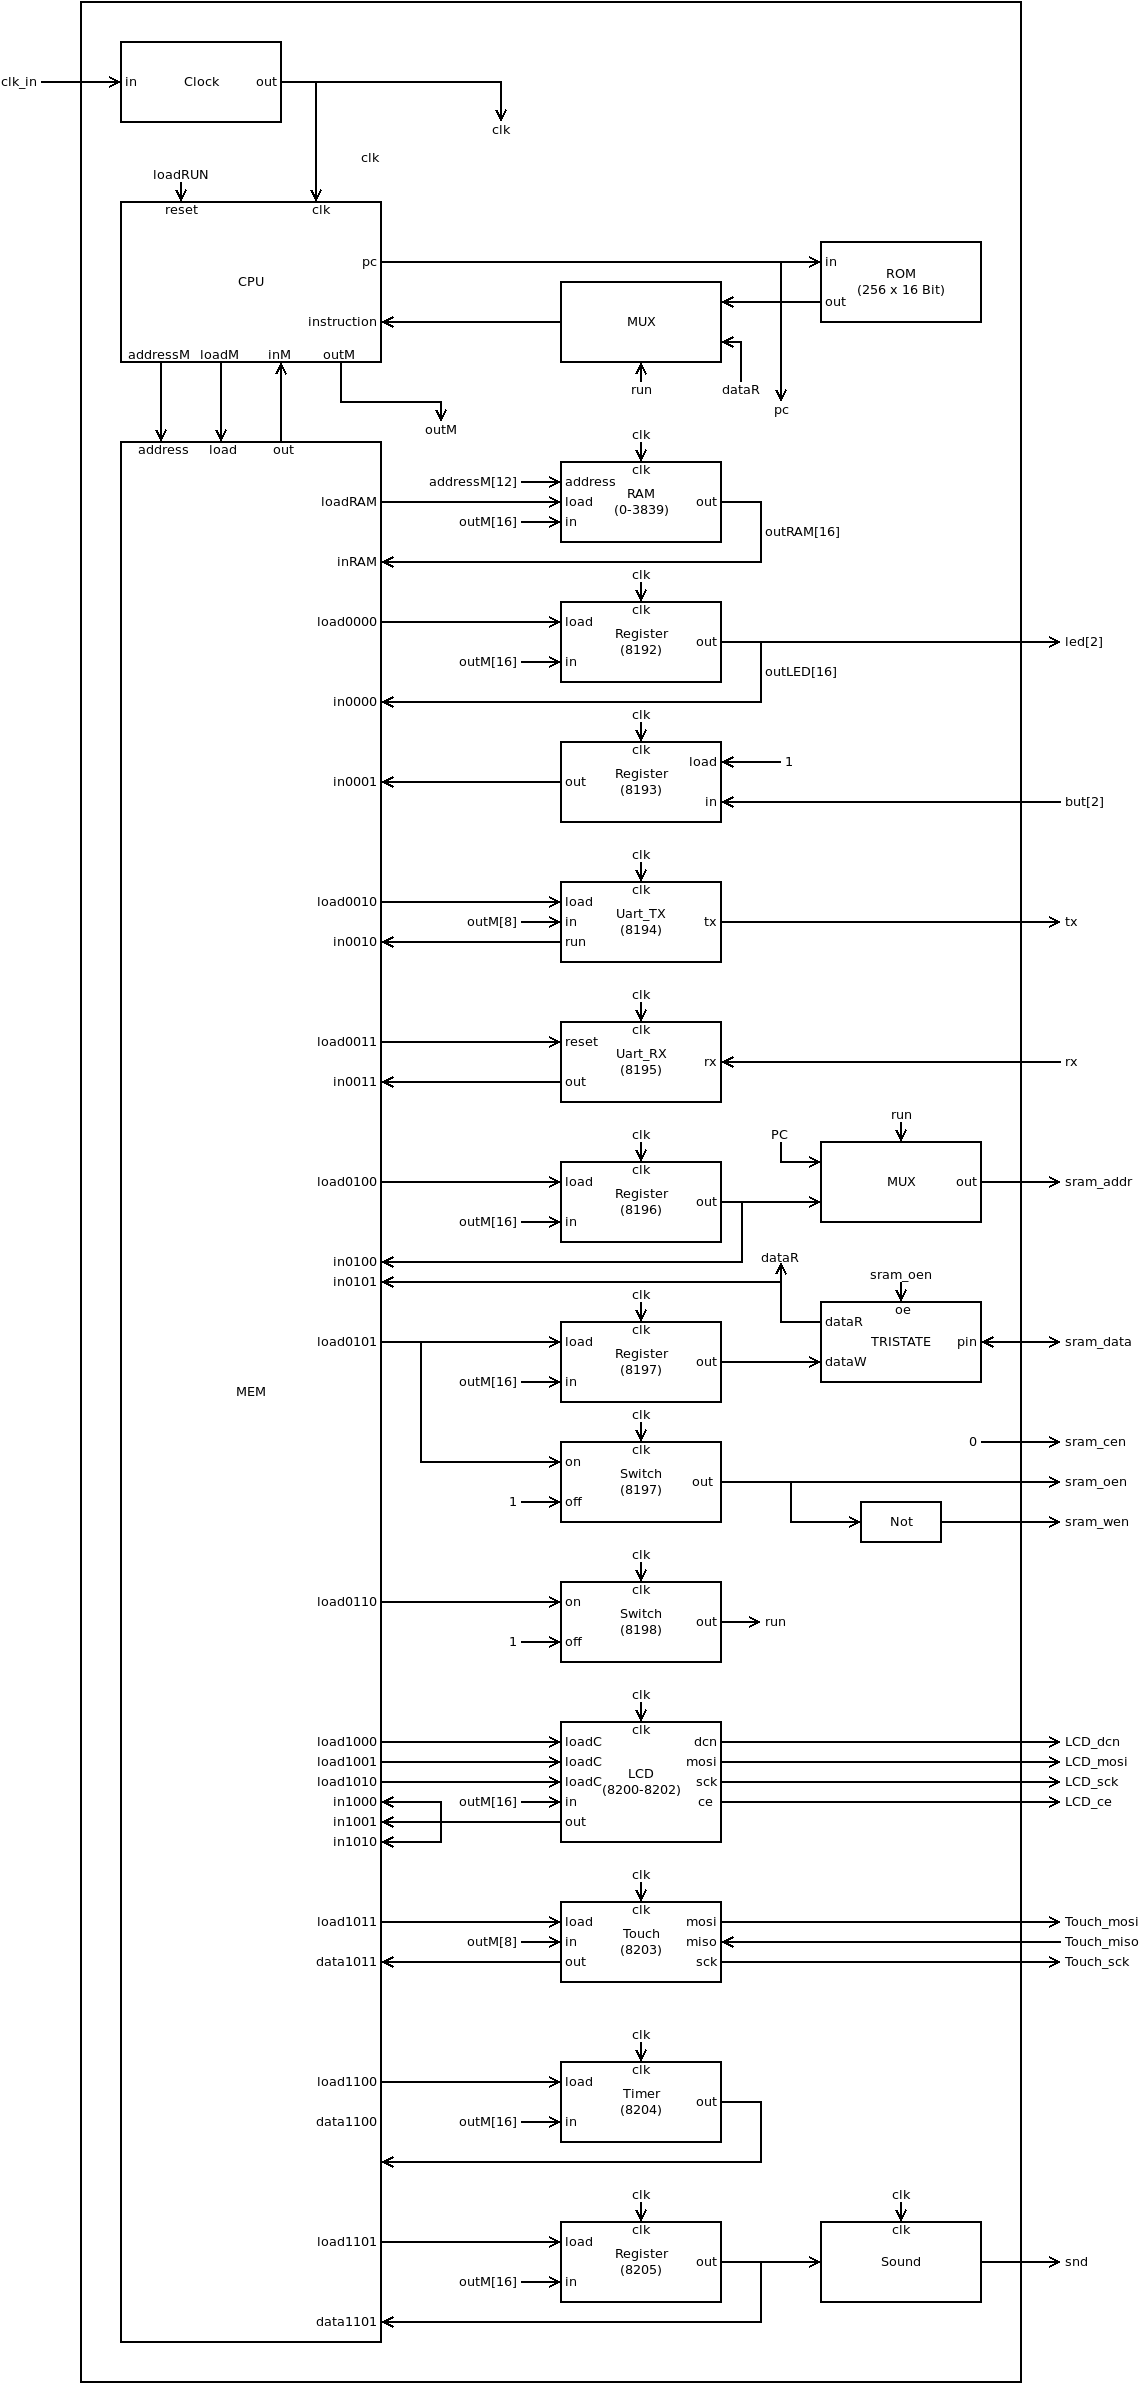 clk_in
in
Clock
out
clk
clk
loadRUN
reset
clk
CPU
pc
instruction
addressM
loadM
inM
outM
in
ROM
(256 x 16 Bit)
out
MUX
run
dataR
pc
outM
address
load
out
clk
loadRAM
addressM[12]
outM[16]
clk
address
load
in
RAM
(0-3839)
out
outRAM[16]
inRAM
clk
load0000
outM[16]
clk
load
in
Register
(8192)
out
led[2]
outLED[16]
in0000
clk
in0001
clk
out
Register
(8193)
load
in
1
but[2]
clk
load0010
outM[8]
in0010
clk
load
in
run
Uart_TX
(8194)
tx
tx
clk
load0011
in0011
clk
reset
out
Uart_RX
(8195)
rx
rx
clk
load0100
outM[16]
clk
load
in
Register
(8196)
out
PC
run
MUX
out
sram_addr
in0100
in0101
dataR
sram_oen
oe
dataR
TRISTATE
dataW
pin
sram_data
clk
load0101
outM[16]
clk
load
in
Register
(8197)
out
MEM
clk
clk
on
off
1
Switch
(8197)
out
0
sram_cen
sram_oen
Not
sram_wen
clk
load0110
1
clk
on
off
Switch
(8198)
out
run
clk
load1000
load1001
load1010
in1000
in1001
in1010
outM[16]
clk
loadC
loadC
loadC
in
out
LCD
(8200-8202)
dcn
mosi
sck
ce
LCD_dcn
LCD_mosi
LCD_sck
LCD_ce
clk
load1011
outM[8]
data1011
clk
load
in
out
Touch
(8203)
mosi
miso
sck
Touch_mosi
Touch_miso
Touch_sck
clk
load1100
data1100
outM[16]
clk
load
in
Timer
(8204)
out
clk
load1101
outM[16]
clk
load
in
Register
(8205)
out
clk
clk
Sound
snd
data1101